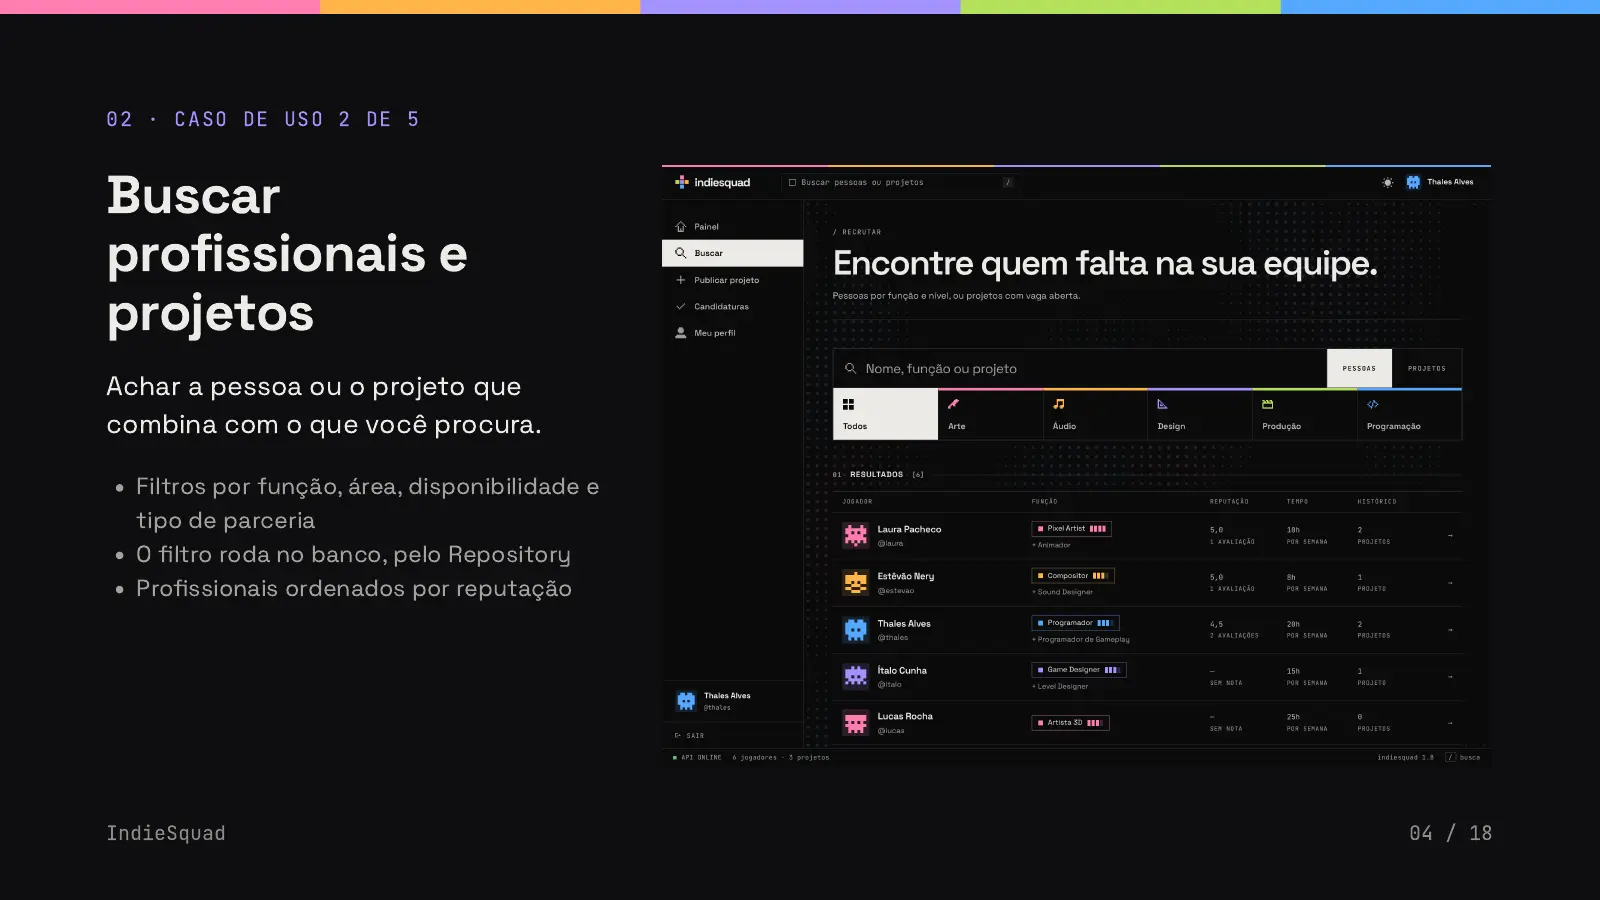 02 · CASO DE USO 2 DE 5
Buscar
profissionais e
projetos
Achar a pessoa ou o projeto que
combina com o que você procura.
• Filtros por função, área, disponibilidade e
tipo de parceria
• O filtro roda no banco, pelo Repository
• Profissionais ordenados por reputação
indiesquad
Buscar pessoas ou projetos /
Thales Alves
Painel
Buscar
Publicar projeto
Candidaturas
Meu perfil
Thales Alves
@thales
SAIR
/ RECRUTAR
Encontre quem falta na sua equipe.
Pessoas por função e nível, ou projetos com vaga aberta.
Nome, função ou projeto
PESSOAS PROJETOS
Todos Arte Áudio Design Produção Programação
01 RESULTADOS [6]
JOGADOR FUNÇÃO REPUTAÇÃO TEMPO HISTÓRICO
Laura Pacheco Pixel Artist 5,0 10h 2 →
@laura + Animador 1 AVALIAÇÃO POR SEMANA PROJETOS
Estêvão Nery Compositor 5,0 8h 1 →
@estevao + Sound Designer 1 AVALIAÇÃO POR SEMANA PROJETO
Thales Alves Programador 4,5 20h 2 →
@thales + Programador de Gameplay 2 AVALIAÇÕES POR SEMANA PROJETOS
Ítalo Cunha Game Designer — 15h 1 →
@italo + Level Designer SEM NOTA POR SEMANA PROJETO
Lucas Rocha Artista 3D — 25h 0 →
@lucas SEM NOTA POR SEMANA PROJETOS
API ONLINE 6 jogadores · 3 projetos
indiesquad 1.0 / busca
IndieSquad
04 / 18